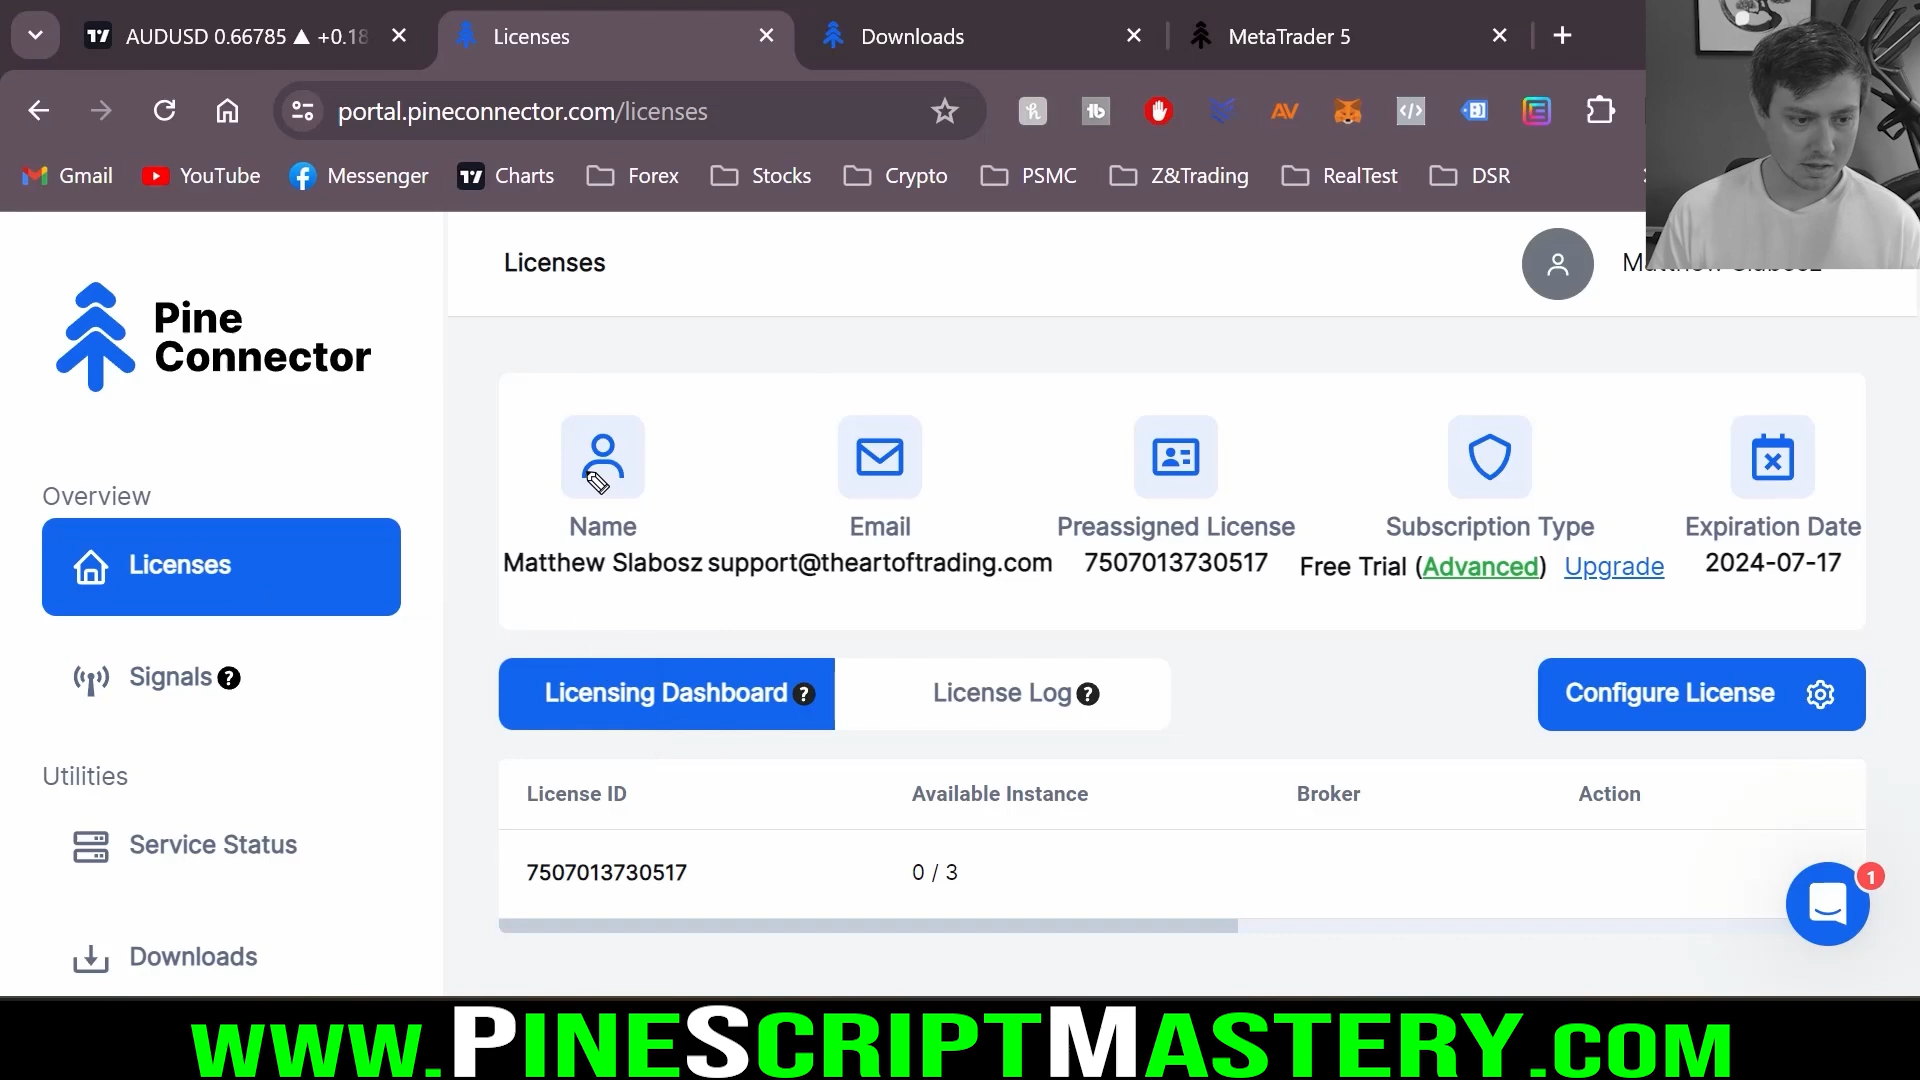 AUDUSD 0.66785 ▲ +0.18
Licenses
Downloads
MetaTrader 5
portal.pineconnector.com/licenses
Gmail
YouTube
Messenger
Charts
Forex
Stocks
Crypto
PSMC
Z&Trading
RealTest
DSR
Pine
Connector
Licenses
Overview
Licenses
Signals ?
Utilities
Service Status
Downloads
Name
Matthew Slabosz
Email
support@theartoftrading.com
Preassigned License
7507013730517
Subscription Type
Free Trial (Advanced) Upgrade
Expiration Date
2024-07-17
Licensing Dashboard ?
License Log ?
Configure License
License ID Available Instance Broker Action
7507013730517 0 / 3
1
www.PineScriptMastery.com